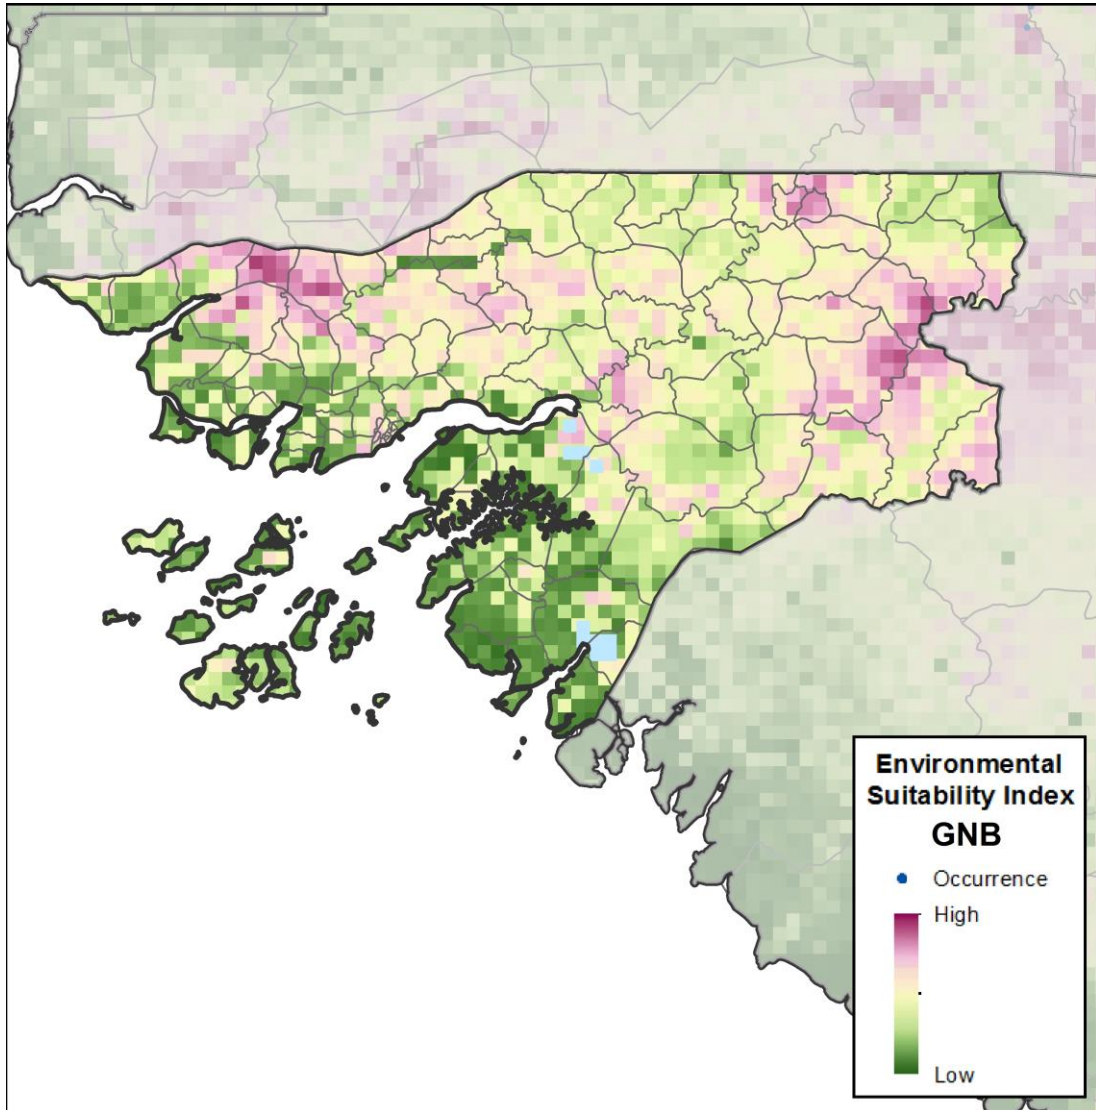 Environmental
Suitability Index
GNB
Occurrence
High
Low